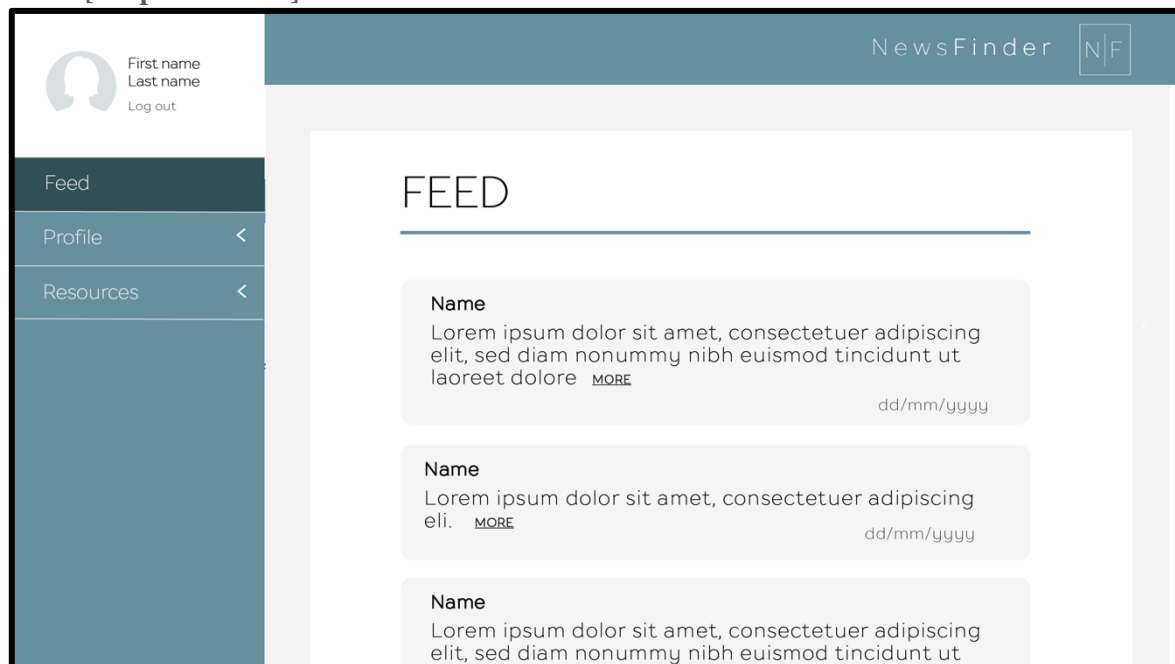 First name
Last name
Log out
NewsFinder
N|F
Feed
Profile
Resources
FEED
Name
Lorem ipsum dolor sit amet, consectetuer adipiscing
elit, sed diam nonummy nibh euismod tincidunt ut
laoreet dolore MORE
dd/mm/yyyy
Name
Lorem ipsum dolor sit amet, consectetuer adipiscing
eli. MORE
dd/mm/yyyy
Name
Lorem ipsum dolor sit amet, consectetuer adipiscing
elit, sed diam nonummy nibh euismod tincidunt ut